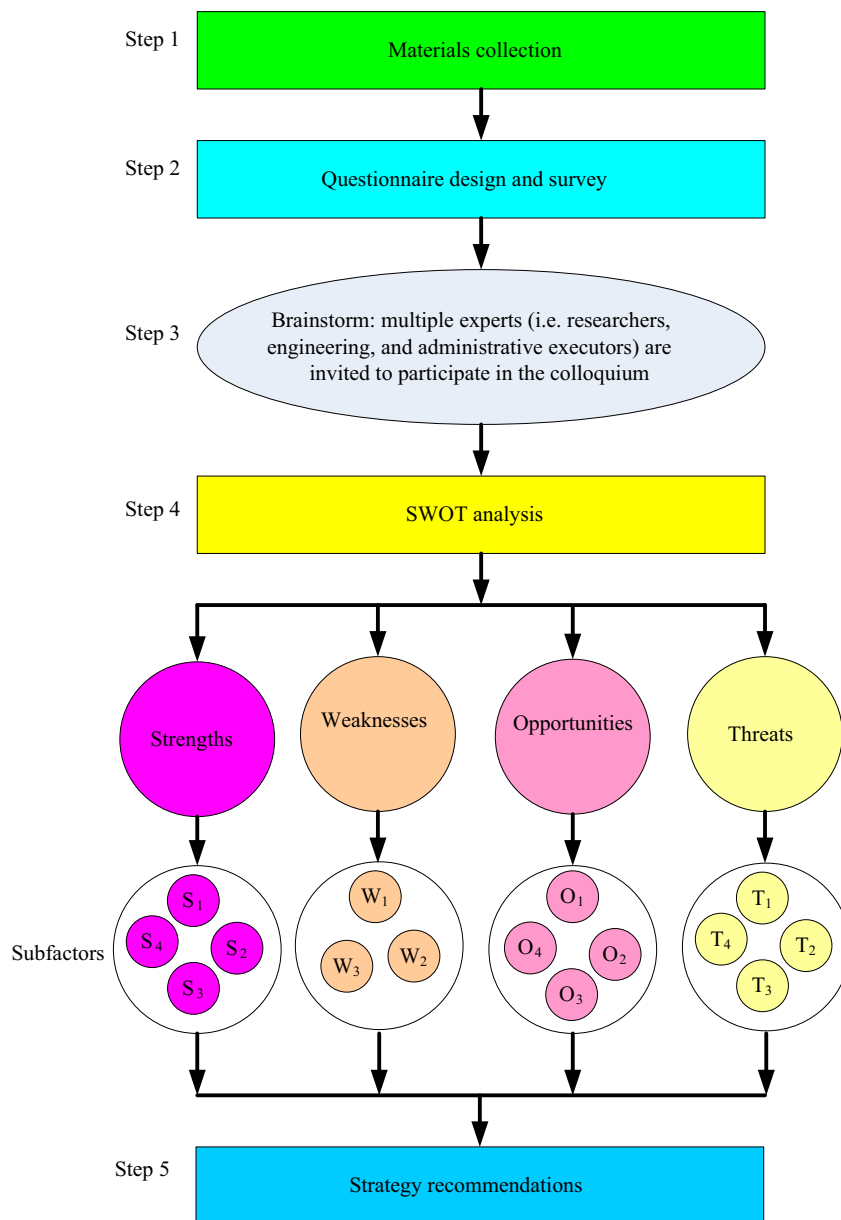 Step 1
Materials collection
Step 2
Questionnaire design and survey
Step 3
Brainstorm: multiple experts (i.e. researchers,
engineering, and administrative executors) are
invited to participate in the colloquium
Step 4
SWOT analysis
Strengths
Weaknesses
Opportunities
Threats
Subfactors
S1
S2
S3
S4
W1
W2
W3
O1
O2
O3
O4
T1
T2
T3
T4
Step 5
Strategy recommendations